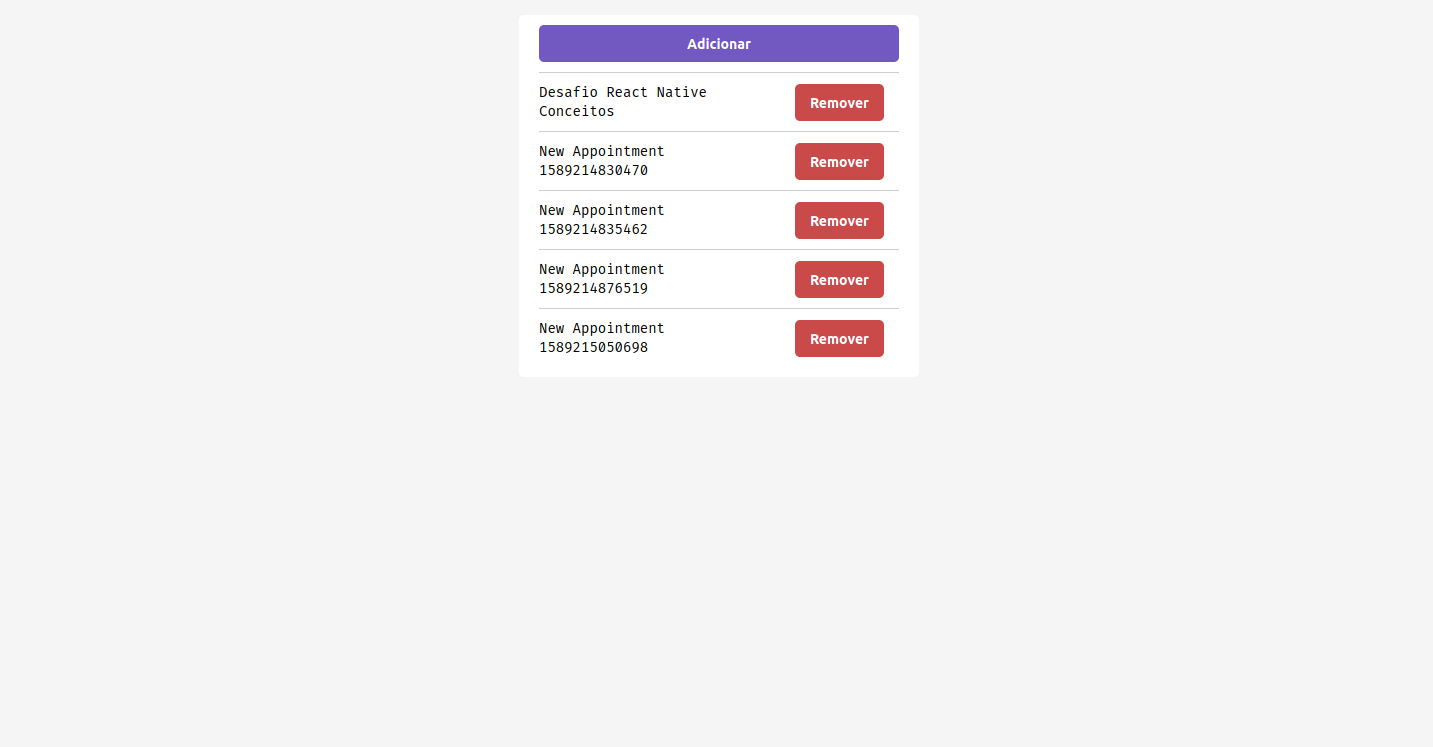 Adicionar
Desafio React Native
Conceitos
Remover
New Appointment
1589214830470
Remover
New Appointment
1589214835462
Remover
New Appointment
1589214876519
Remover
New Appointment
1589215050698
Remover